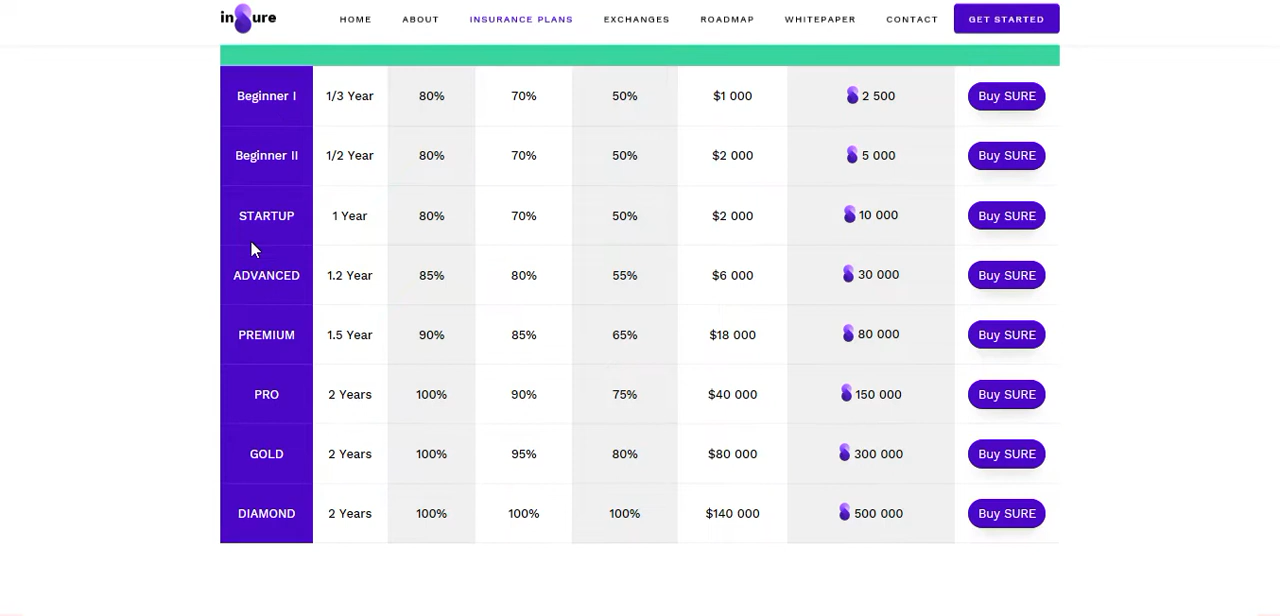 inSure HOME ABOUT INSURANCE PLANS EXCHANGES ROADMAP WHITEPAPER CONTACT GET STARTED
Beginner I 1/3 Year 80% 70% 50% $1 000 2 500 Buy SURE
Beginner II 1/2 Year 80% 70% 50% $2 000 5 000 Buy SURE
STARTUP 1 Year 80% 70% 50% $2 000 10 000 Buy SURE
ADVANCED 1.2 Year 85% 80% 55% $6 000 30 000 Buy SURE
PREMIUM 1.5 Year 90% 85% 65% $18 000 80 000 Buy SURE
PRO 2 Years 100% 90% 75% $40 000 150 000 Buy SURE
GOLD 2 Years 100% 95% 80% $80 000 300 000 Buy SURE
DIAMOND 2 Years 100% 100% 100% $140 000 500 000 Buy SURE